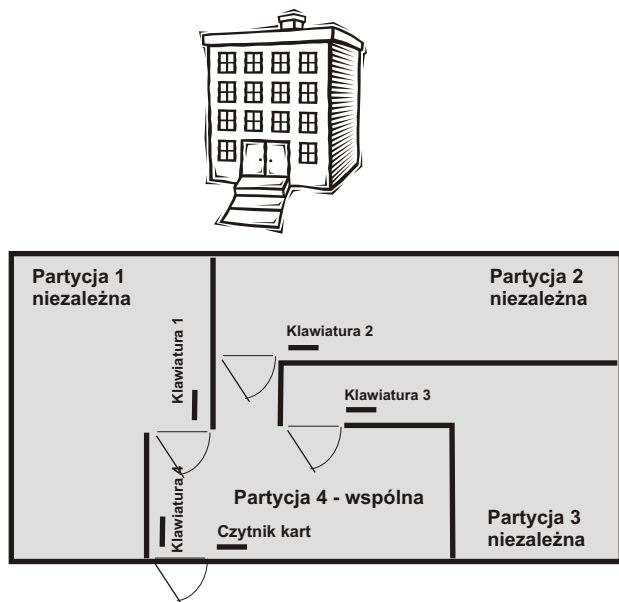 Partycja 1
niezależna
Partycja 2
niezależna
Klawiatura 1
Klawiatura 2
Klawiatura 3
Klawiatura 4
Partycja 4 - wspólna
Czytnik kart
Partycja 3
niezależna